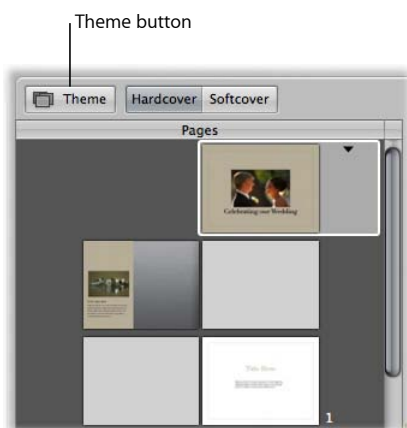 Theme button
Theme
Hardcover Softcover
Pages
Celebrating our Wedding
Title Here
1